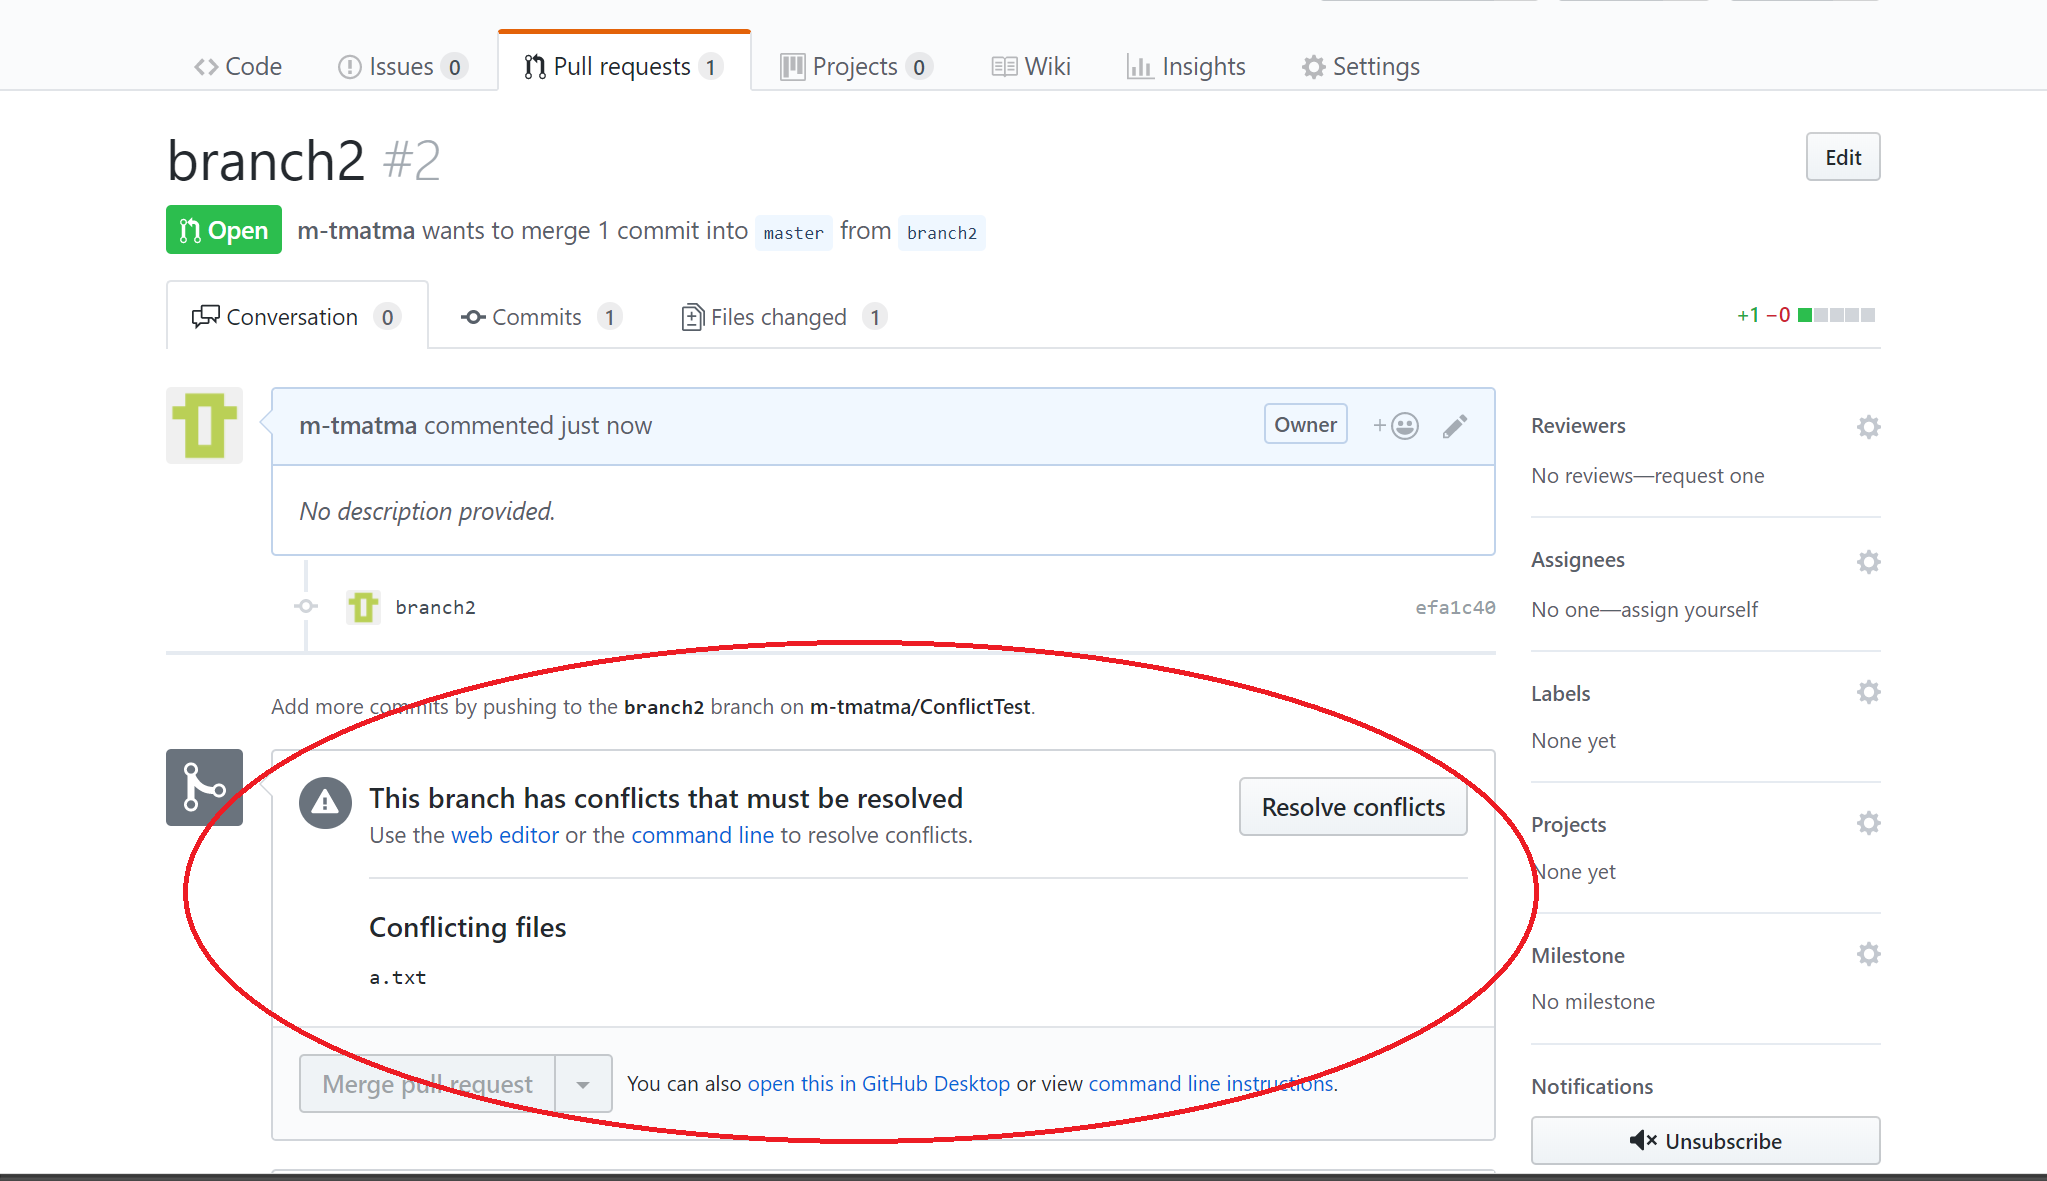 Code Issues 0 Pull requests 1 Projects 0 Wiki Insights Settings
branch2 #2
Edit
Open m-tmatma wants to merge 1 commit into master from branch2
Conversation 0 Commits 1 Files changed 1
+1 −0
m-tmatma commented just now
Owner
No description provided.
branch2
efa1c40
Add more commits by pushing to the branch2 branch on m-tmatma/ConflictTest.
This branch has conflicts that must be resolved
Use the web editor or the command line to resolve conflicts.
Resolve conflicts
Conflicting files
a.txt
Merge pull request
You can also open this in GitHub Desktop or view command line instructions.
Reviewers
No reviews—request one
Assignees
No one—assign yourself
Labels
None yet
Projects
None yet
Milestone
No milestone
Notifications
Unsubscribe